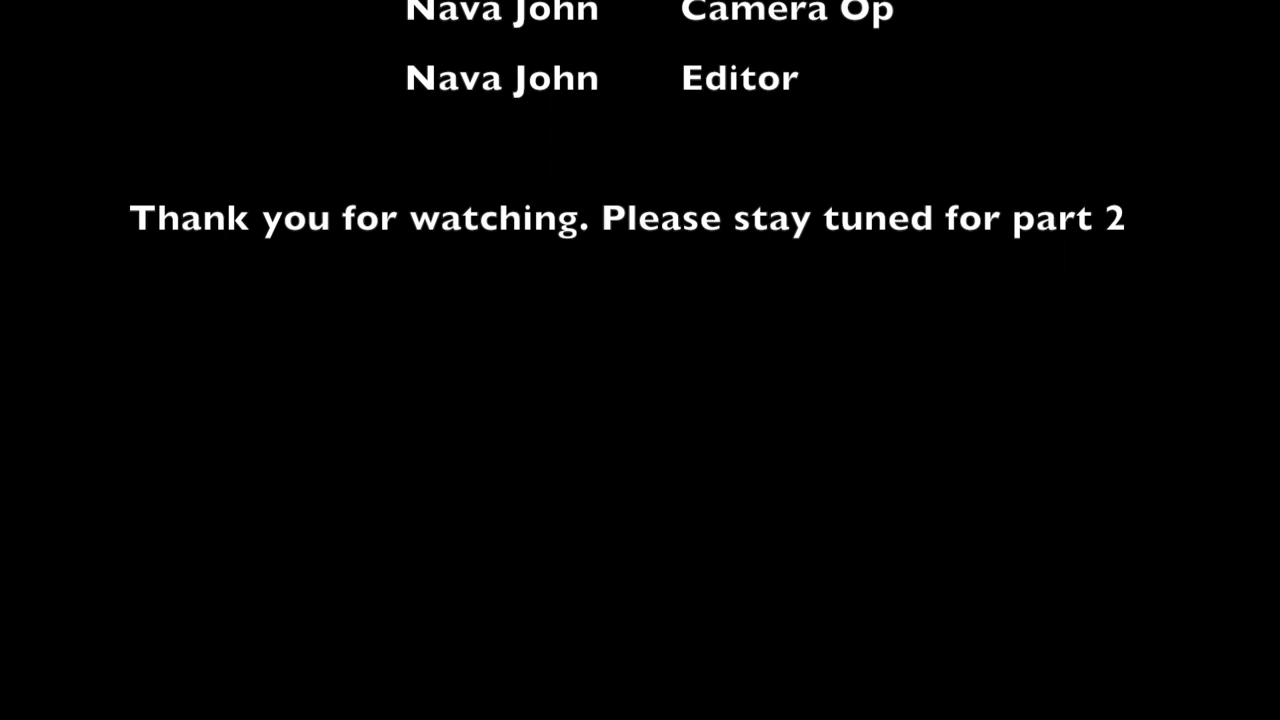 Nava John Camera Op
Nava John Editor
Thank you for watching. Please stay tuned for part 2